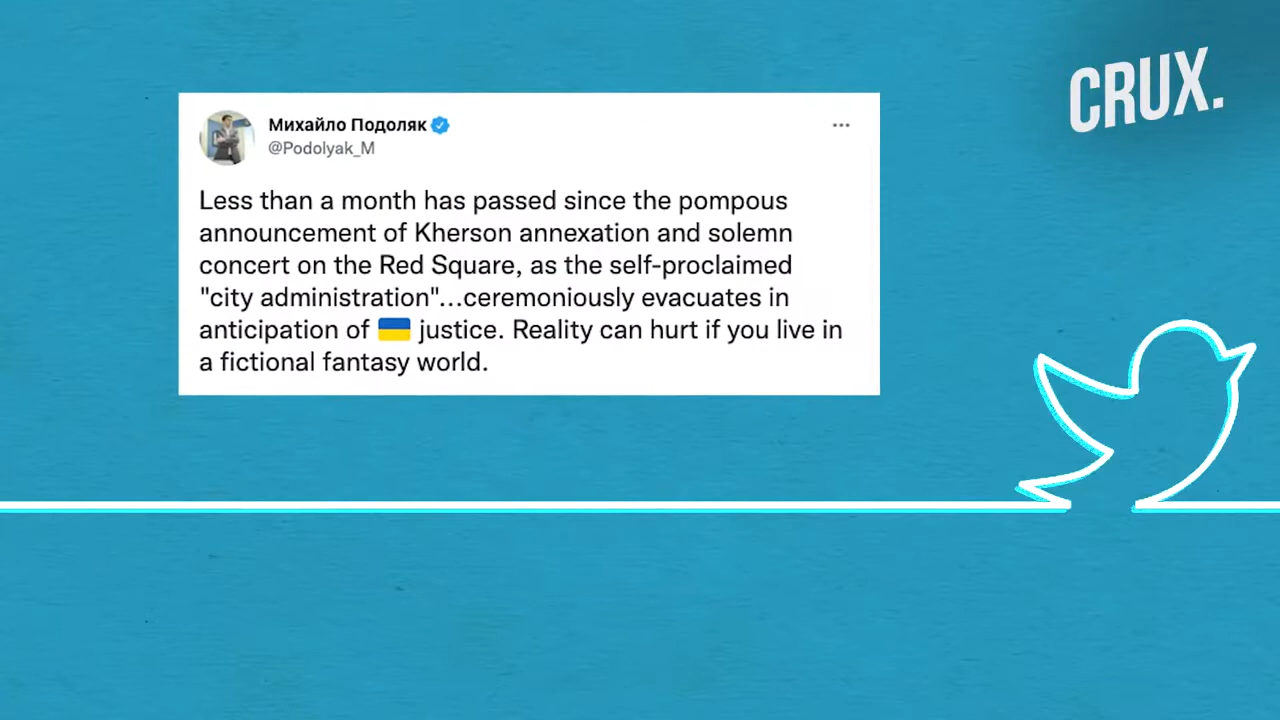 CRUX.
Михайло Подоляк
@Podolyak_M
Less than a month has passed since the pompous
announcement of Kherson annexation and solemn
concert on the Red Square, as the self-proclaimed
"city administration"...ceremoniously evacuates in
anticipation of 🇺🇦 justice. Reality can hurt if you live in
a fictional fantasy world.